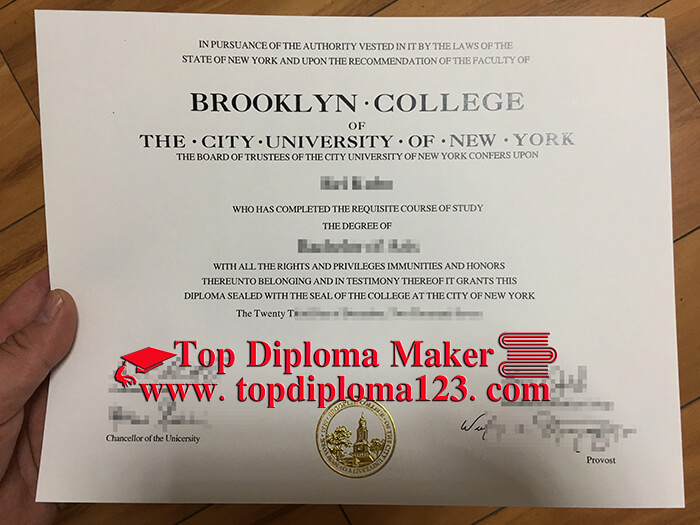 IN PURSUANCE OF THE AUTHORITY VESTED IN IT BY THE LAWS OF THE
STATE OF NEW YORK AND UPON THE RECOMMENDATION OF THE FACULTY OF
BROOKLYN·COLLEGE
OF
THE·CITY·UNIVERSITY·OF·NEW·YORK
THE BOARD OF TRUSTEES OF THE CITY UNIVERSITY OF NEW YORK CONFERS UPON
WHO HAS COMPLETED THE REQUISITE COURSE OF STUDY
THE DEGREE OF
WITH ALL THE RIGHTS AND PRIVILEGES IMMUNITIES AND HONORS
THEREUNTO BELONGING AND IN TESTIMONY THEREOF IT GRANTS THIS
DIPLOMA SEALED WITH THE SEAL OF THE COLLEGE AT THE CITY OF NEW YORK
The Twenty
Top Diploma Maker
www. topdiploma123. com
Chancellor of the University
Provost